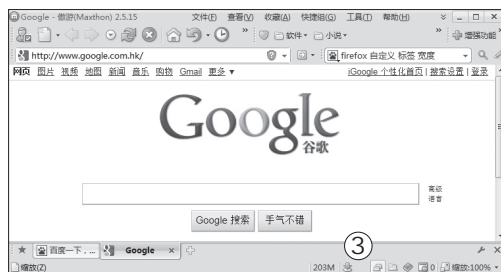 Google - 傲游(Maxthon) 2.5.15 文件(F) 查看(V) 收藏(A) 快捷组(G) 工具(T) 帮助(H)
软件 小说 增强功能
http://www.google.com.hk/ firefox 自定义 标签 宽度
网页 图片 视频 地图 新闻 音乐 购物 Gmail 更多 ▼ iGoogle 个性化首页 | 搜索设置 | 登录
Google
谷歌
高级
语言
Google 搜索 手气不错
③
百度一下,... Google
缩放(Z) 203M 0 缩放:100%